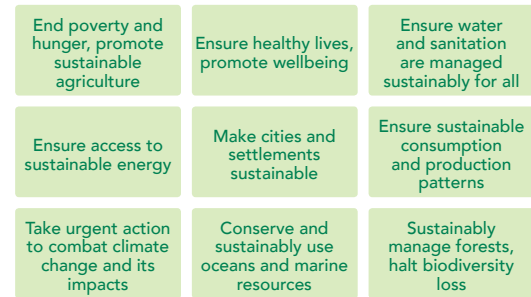 End poverty and
hunger, promote
sustainable
agriculture
Ensure healthy lives,
promote wellbeing
Ensure water
and sanitation
are managed
sustainably for all
Ensure access to
sustainable energy
Make cities and
settlements
sustainable
Ensure sustainable
consumption
and production
patterns
Take urgent action
to combat climate
change and its
impacts
Conserve and
sustainably use
oceans and marine
resources
Sustainably
manage forests,
halt biodiversity
loss